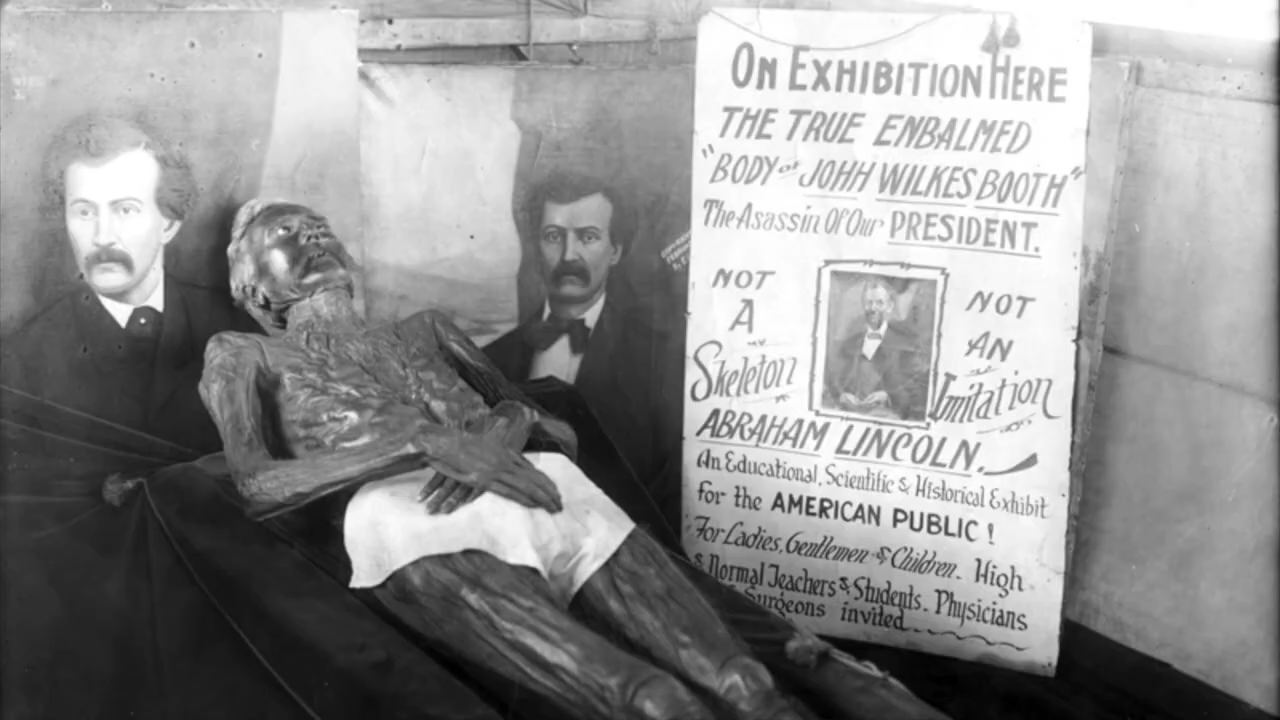 ON EXHIBITION HERE
THE TRUE EMBALMED
"BODY of JOHH WILKES BOOTH"
The Asassin Of Our PRESIDENT.
NOT
A
Skeleton
NOT
AN
Imitation
ABRAHAM LINCOLN.
An Educational, Scientific & Historical Exhibit
for the AMERICAN PUBLIC!
For Ladies, Gentlemen & Children. High
& Normal Teachers & Students. Physicians
& Surgeons invited